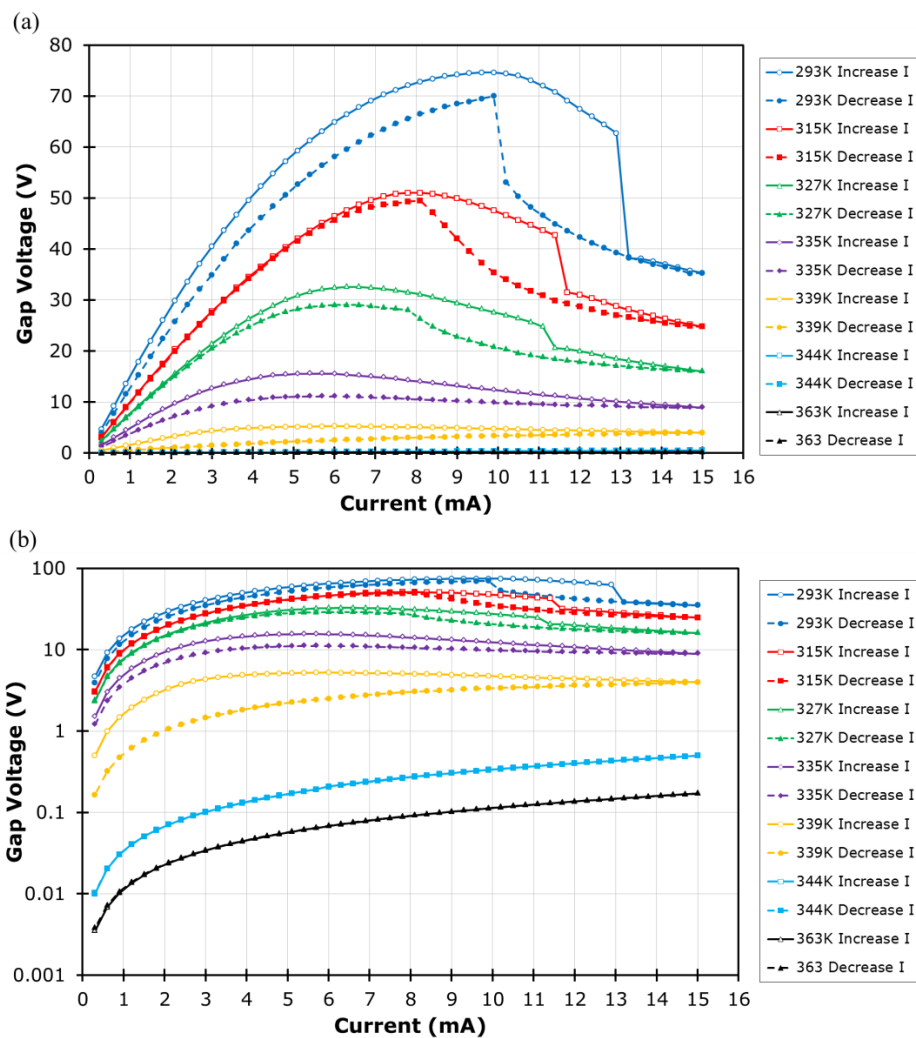 (a)
80
70
60
50
40
30
20
10
0
Gap Voltage (V)
0 1 2 3 4 5 6 7 8 9 10 11 12 13 14 15 16
Current (mA)
293K Increase I
293K Decrease I
315K Increase I
315K Decrease I
327K Increase I
327K Decrease I
335K Increase I
335K Decrease I
339K Increase I
339K Decrease I
344K Increase I
344K Decrease I
363K Increase I
363 Decrease I
(b)
100
10
1
0.1
0.01
0.001
Gap Voltage (V)
0 1 2 3 4 5 6 7 8 9 10 11 12 13 14 15 16
Current (mA)
293K Increase I
293K Decrease I
315K Increase I
315K Decrease I
327K Increase I
327K Decrease I
335K Increase I
335K Decrease I
339K Increase I
339K Decrease I
344K Increase I
344K Decrease I
363K Increase I
363 Decrease I